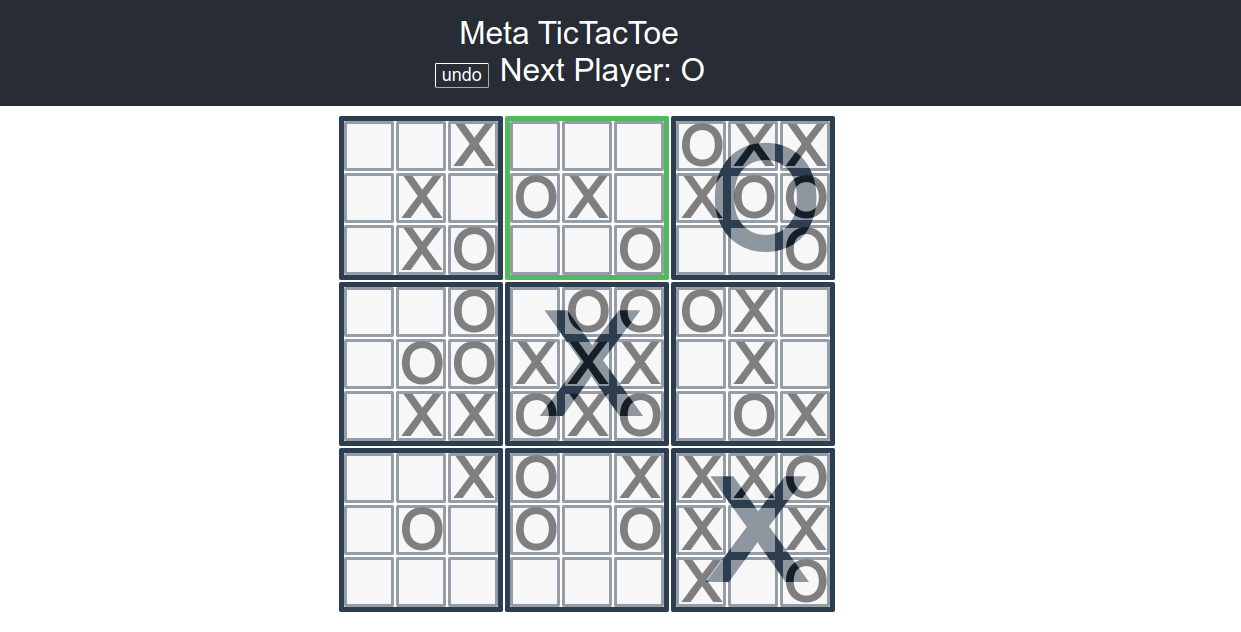 Meta TicTacToe
undo Next Player: O
X O X X
X O X X O O
X O O O
O O O O X
O O X X X X
X X O X O O X
X O X X X O
O O O X X
X O
O
X
X